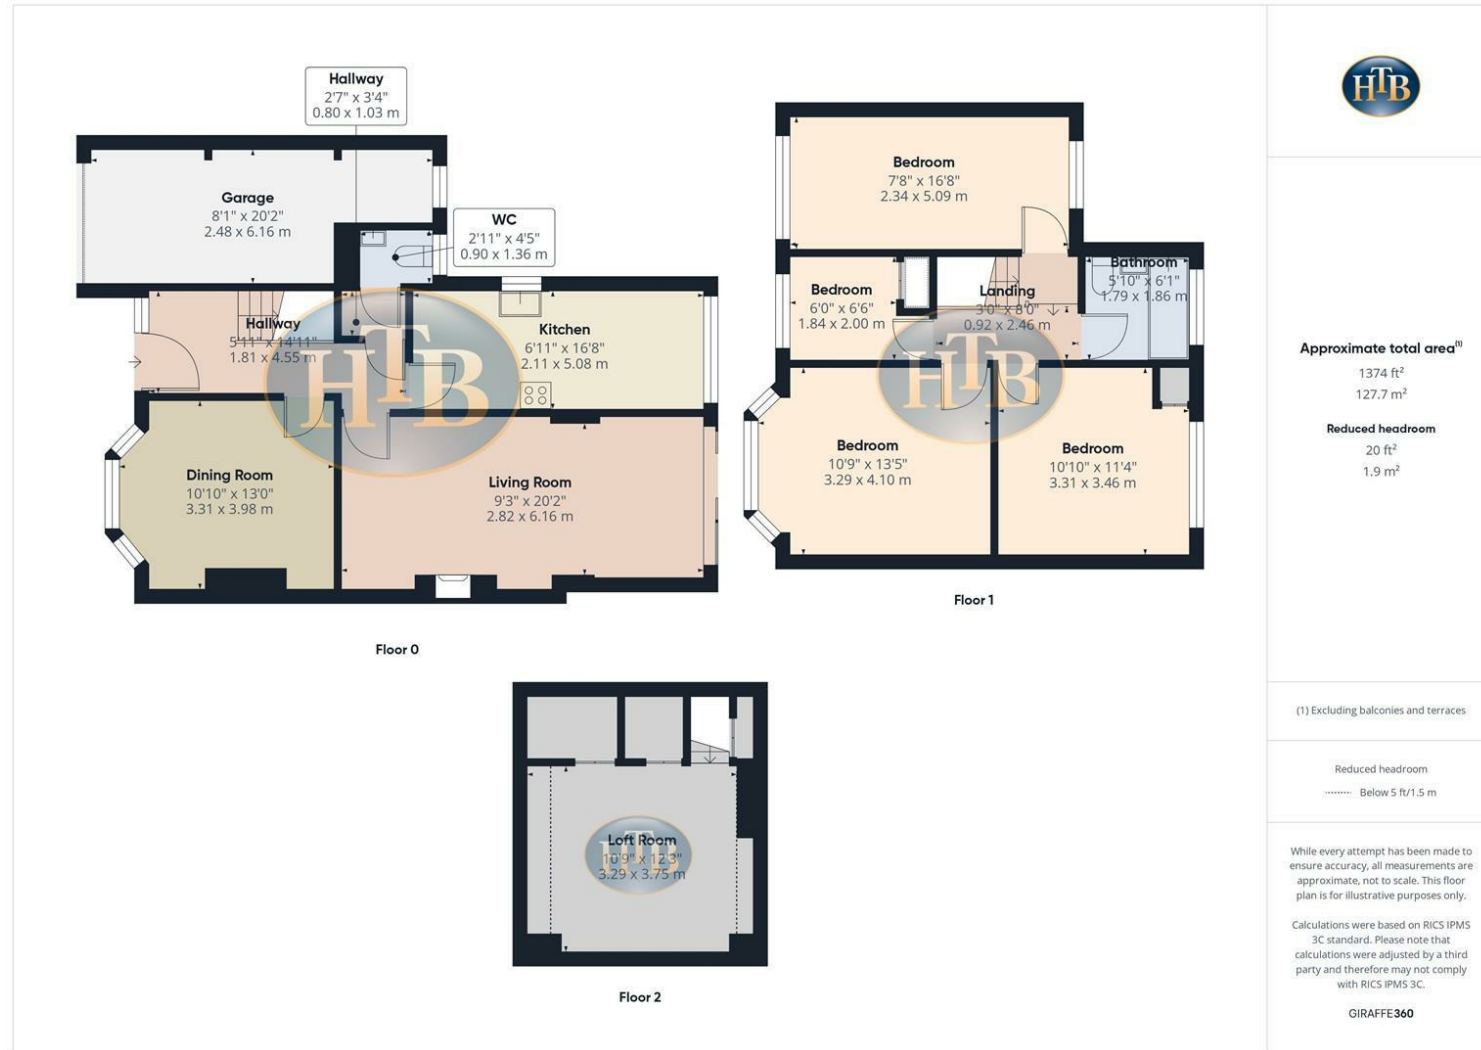 Hallway
2'7" x 3'4"
0.80 x 1.03 m
Garage
8'1" x 20'2"
2.48 x 6.16 m
WC
2'11" x 4'5"
0.90 x 1.36 m
Hallway
5'11" x 14'11"
1.81 x 4.55 m
Kitchen
6'11" x 16'8"
2.11 x 5.08 m
HTB
Dining Room
10'10" x 13'0"
3.31 x 3.98 m
Living Room
9'3" x 20'2"
2.82 x 6.16 m
Floor 0
Bedroom
7'8" x 16'8"
2.34 x 5.09 m
Bedroom
6'0" x 6'6"
1.84 x 2.00 m
Landing
3'0" x 8'0"
0.92 x 2.46 m
Bathroom
5'10" x 6'1"
1.79 x 1.86 m
HTB
Bedroom
10'9" x 13'5"
3.29 x 4.10 m
Bedroom
10'10" x 11'4"
3.31 x 3.46 m
Floor 1
Loft Room
10'9" x 12'3"
3.29 x 3.75 m
HTB
Floor 2
HTB
Approximate total area(1)
1374 ft²
127.7 m²
Reduced headroom
20 ft²
1.9 m²
(1) Excluding balconies and terraces
Reduced headroom
Below 5 ft/1.5 m
While every attempt has been made to
ensure accuracy, all measurements are
approximate, not to scale. This floor
plan is for illustrative purposes only.
Calculations were based on RICS IPMS
3C standard. Please note that
calculations were adjusted by a third
party and therefore may not comply
with RICS IPMS 3C.
GIRAFFE360